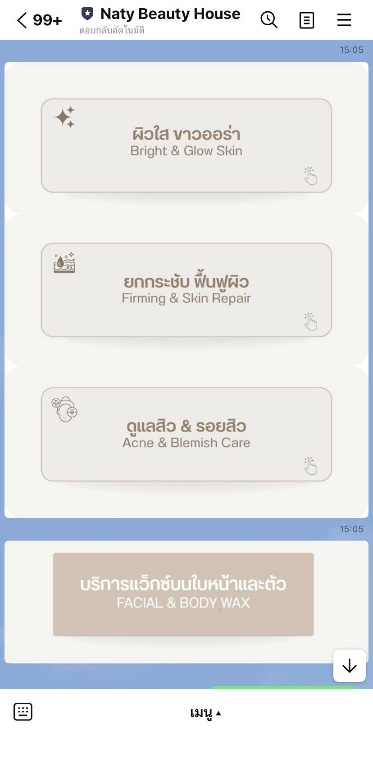 99+
Naty Beauty House
ตอบกลับอัตโนมัติ
15:05
ผิวใส ขาวออร่า
Bright & Glow Skin
ยกกระชับ ฟื้นฟูผิว
Firming & Skin Repair
ดูแลสิว & รอยสิว
Acne & Blemish Care
15:05
บริการแว็กซ์บนใบหน้าและตัว
FACIAL & BODY WAX
เมนู